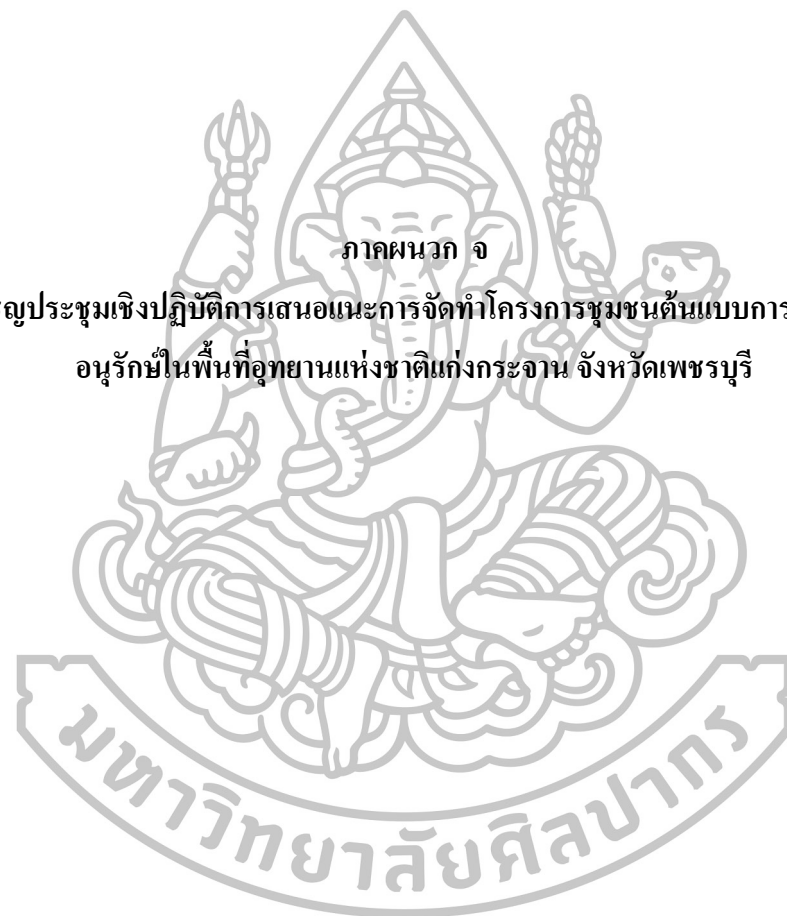 ภาคผนวก จ
ประชุมเชิงปฏิบัติการเสนอแนะการจัดทำโครงการชุมชนต้นแบบการ
อนุรักษ์ในพื้นที่อุทยานแห่งชาติแก่งกระจาน จังหวัดเพชรบุรี
มหาวิทยาลัยศิลปากร